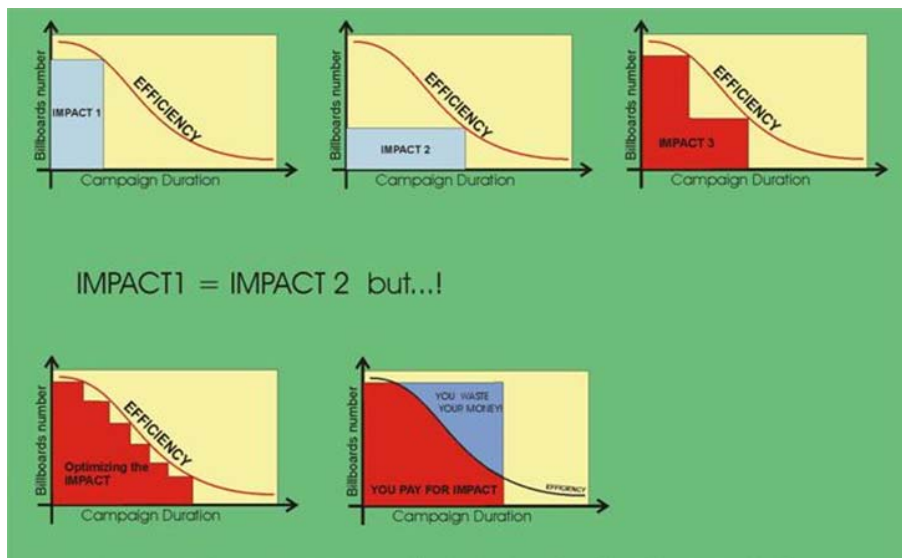 Billboards number
EFFICIENCY
IMPACT 1
Campaign Duration
Billboards number
EFFICIENCY
IMPACT 2
Campaign Duration
Billboards number
EFFICIENCY
IMPACT 3
Campaign Duration
IMPACT1 = IMPACT 2 but...!
Billboards number
EFFICIENCY
Optimizing the
IMPACT
Campaign Duration
Billboards number
YOU WASTE
YOUR MONEY!
YOU PAY FOR IMPACT
EFFICIENCY
Campaign Duration